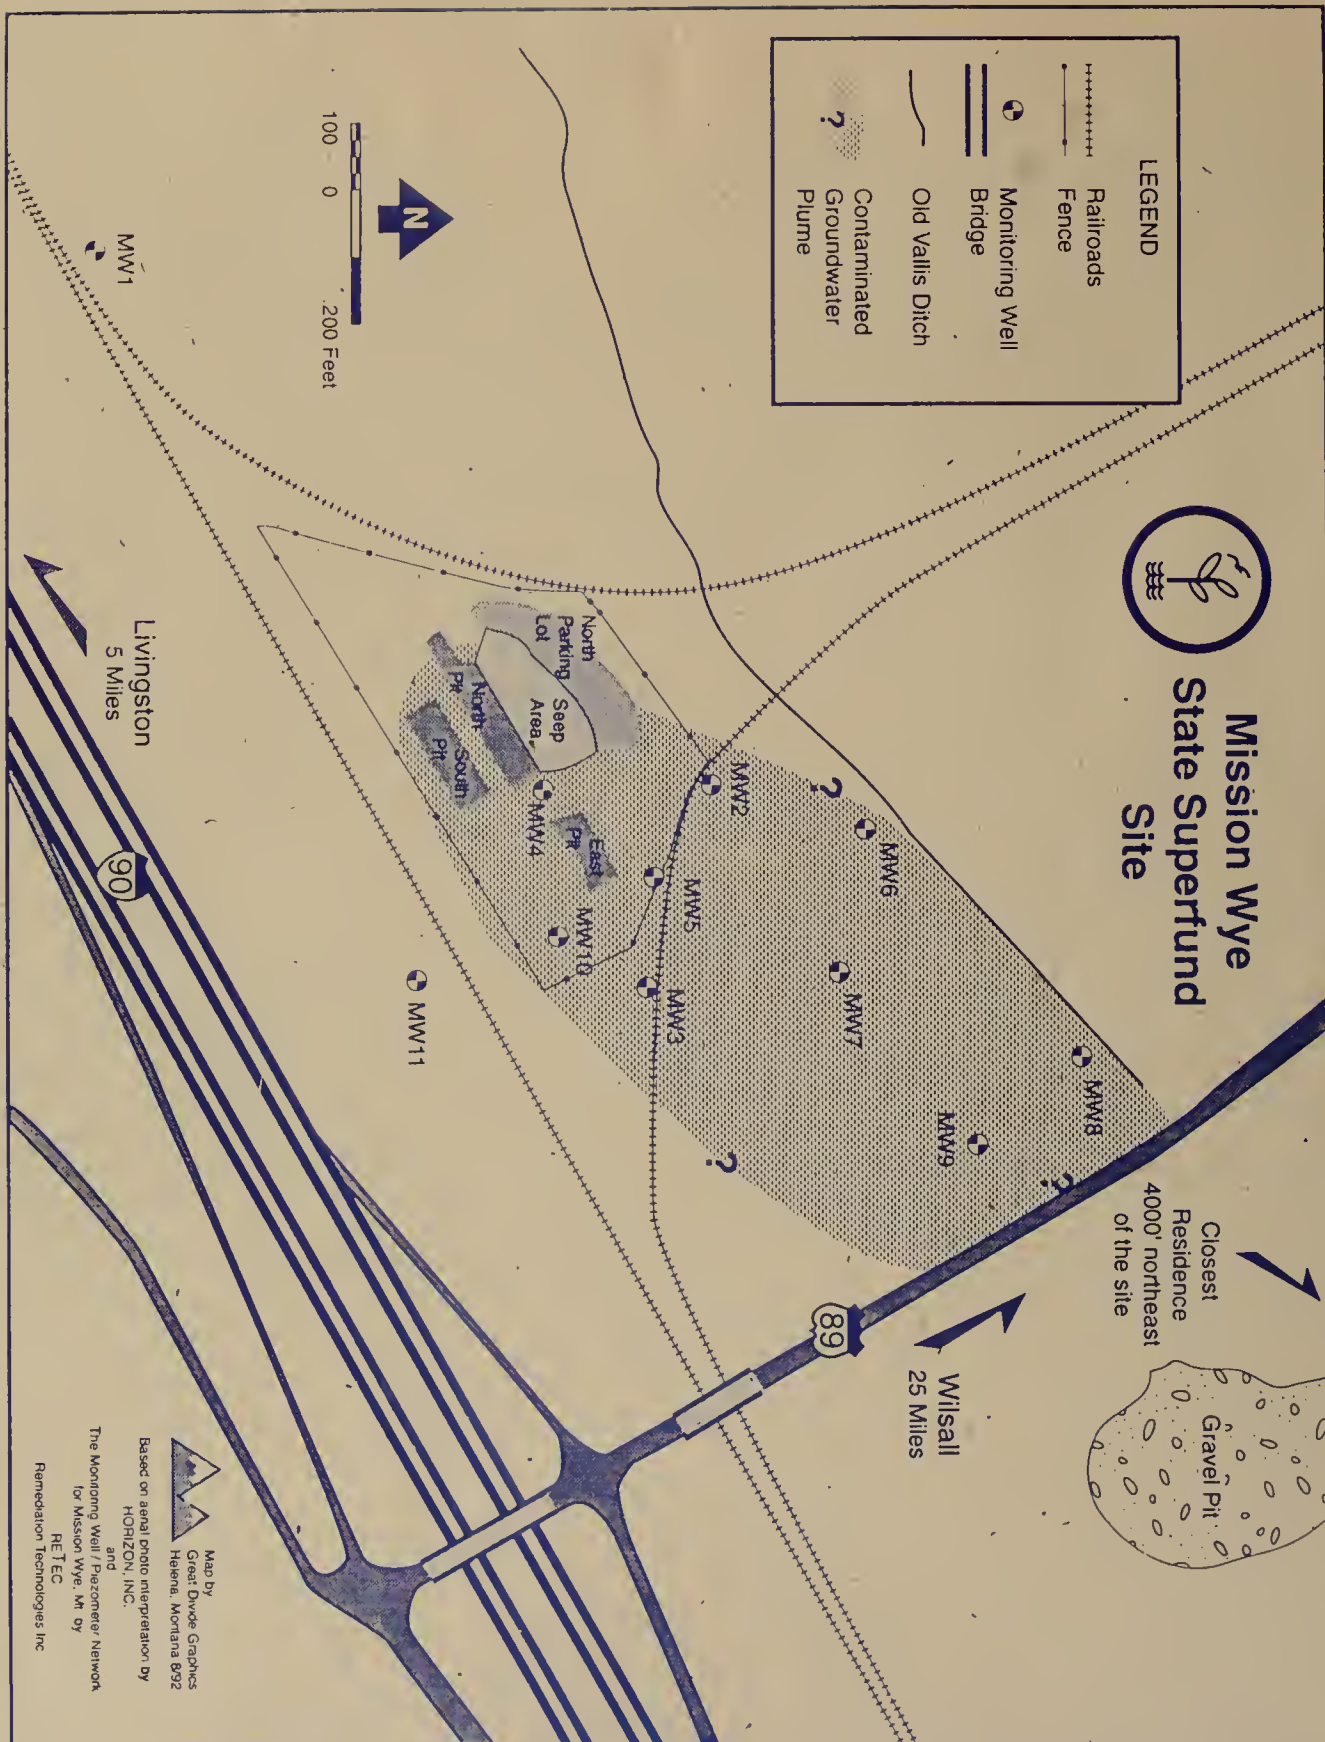 Mission Wye
State Superfund
Site
LEGEND
Railroads
Fence
Monitoring Well
Bridge
Old Vallis Ditch
?
Contaminated
Groundwater
Plume
N
100
0
200 Feet
Closest
Residence
4000' northeast
of the site
Gravel Pit
Wilsall
25 Miles
89
MW8
?
MW9
MW6
?
MW7
MW2
MW5
MW3
?
North
Parking
Lot
Seep
Area
North
Pit
South
Pit
East
Pit
MW4
MW10
MW11
MW1
Livingston
5 Miles
90
Map by
Great Divide Graphics
Helena, Montana 8/92
Based on aerial photo interpretation by
HORIZON, INC.
and
The Monitoring Well / Piezometer Network
for Mission Wye, Mt. by
RETEC
Remediation Technologies Inc